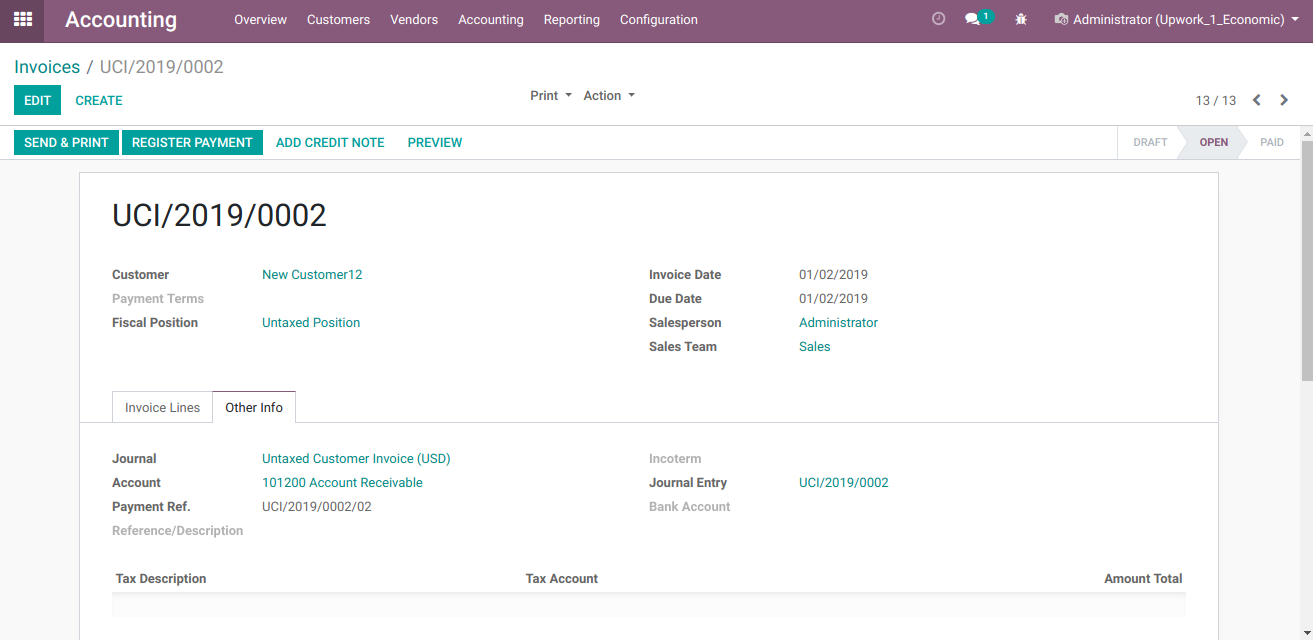 Accounting Overview Customers Vendors Accounting Reporting Configuration 1 Administrator (Upwork_1_Economic)
Invoices / UCI/2019/0002
EDIT CREATE Print Action 13 / 13
SEND & PRINT REGISTER PAYMENT ADD CREDIT NOTE PREVIEW DRAFT OPEN PAID
UCI/2019/0002
Customer New Customer12 Invoice Date 01/02/2019
Payment Terms Due Date 01/02/2019
Fiscal Position Untaxed Position Salesperson Administrator
Sales Team Sales
Invoice Lines Other Info
Journal Untaxed Customer Invoice (USD) Incoterm
Account 101200 Account Receivable Journal Entry UCI/2019/0002
Payment Ref. UCI/2019/0002/02 Bank Account
Reference/Description
Tax Description Tax Account Amount Total